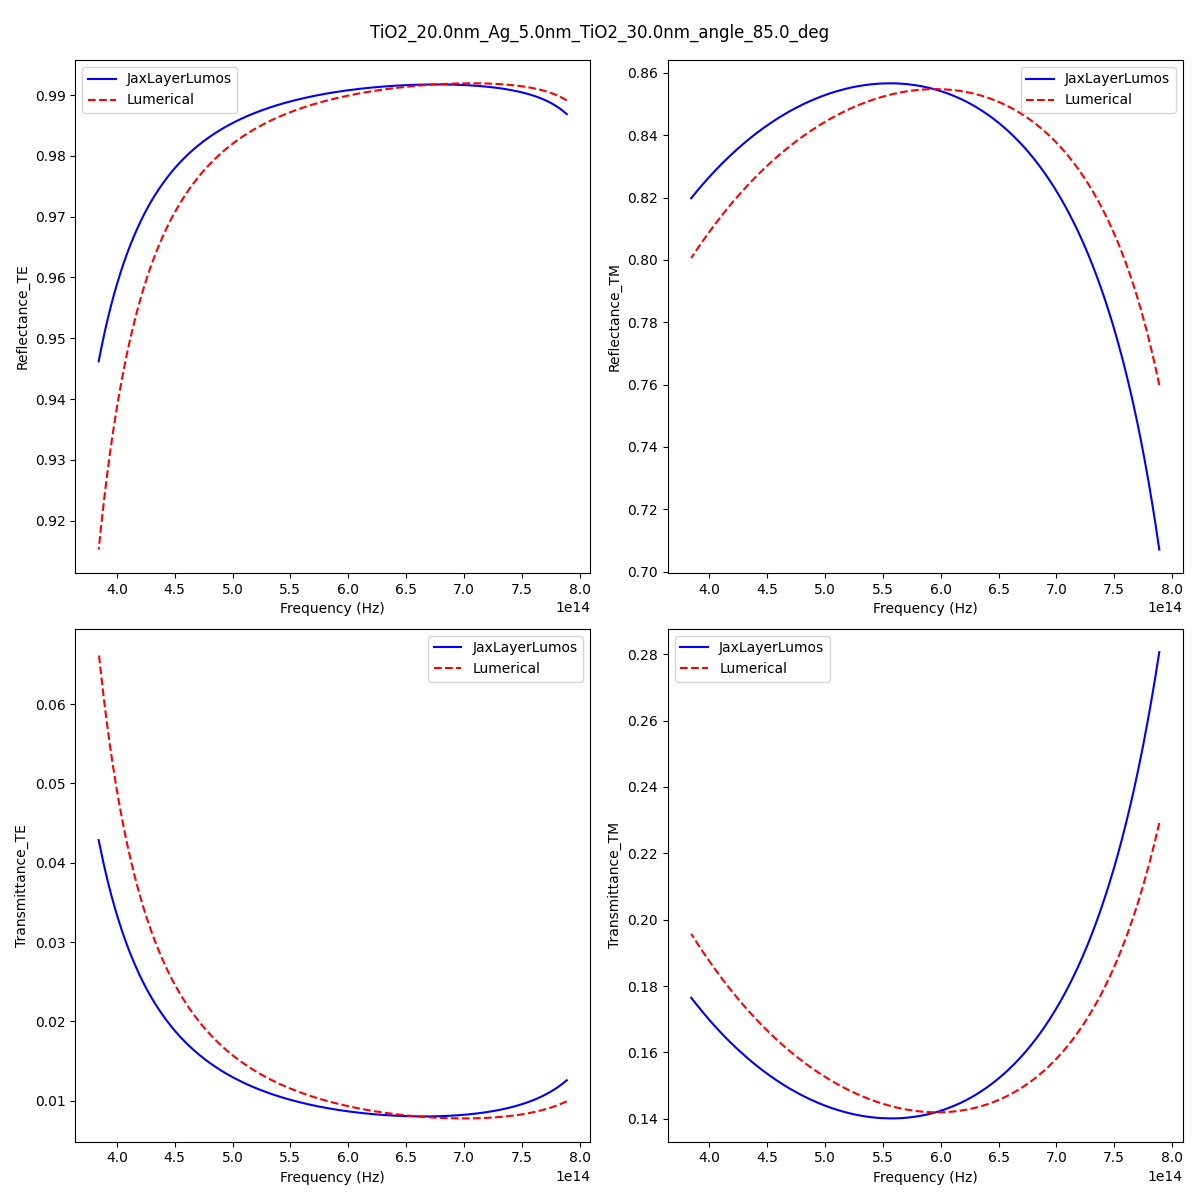 TiO2_20.0nm_Ag_5.0nm_TiO2_30.0nm_angle_85.0_deg
JaxLayerLumos
Lumerical
Reflectance_TE
0.99
0.98
0.97
0.96
0.95
0.94
0.93
0.92
4.0 4.5 5.0 5.5 6.0 6.5 7.0 7.5 8.0
1e14
Frequency (Hz)
JaxLayerLumos
Lumerical
Reflectance_TM
0.86
0.84
0.82
0.80
0.78
0.76
0.74
0.72
0.70
4.0 4.5 5.0 5.5 6.0 6.5 7.0 7.5 8.0
1e14
Frequency (Hz)
JaxLayerLumos
Lumerical
Transmittance_TE
0.06
0.05
0.04
0.03
0.02
0.01
4.0 4.5 5.0 5.5 6.0 6.5 7.0 7.5 8.0
1e14
Frequency (Hz)
JaxLayerLumos
Lumerical
Transmittance_TM
0.28
0.26
0.24
0.22
0.20
0.18
0.16
0.14
4.0 4.5 5.0 5.5 6.0 6.5 7.0 7.5 8.0
1e14
Frequency (Hz)